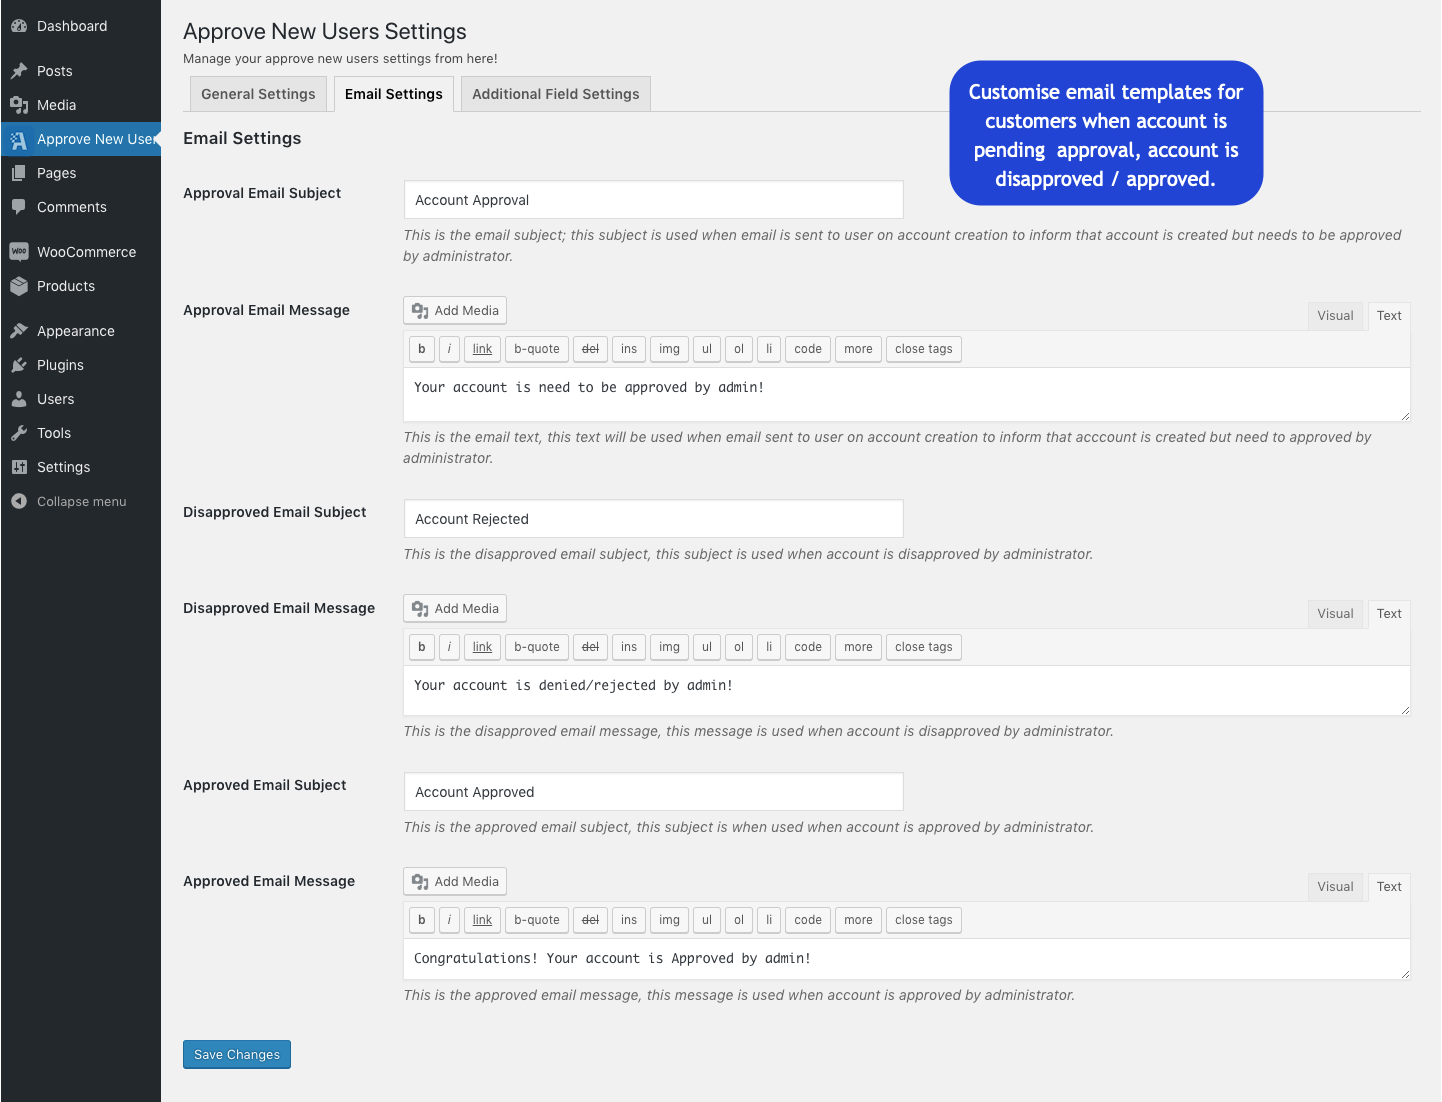 Dashboard
Posts
Media
Approve New User
Pages
Comments
WOO
WooCommerce
Products
Appearance
Plugins
Users
Tools
Settings
Collapse menu
Approve New Users Settings
Manage your approve new users settings from here!
General Settings
Email Settings
Additional Field Settings
Customise email templates for
customers when account is
pending approval, account is
disapproved / approved.
Email Settings
Approval Email Subject
Account Approval
This is the email subject; this subject is used when email is sent to user on account creation to inform that account is created but needs to be approved
by administrator.
Approval Email Message
Add Media
Visual
Text
b i link b-quote del ins img ul ol li code more close tags
Your account is need to be approved by admin!
This is the email text, this text will be used when email sent to user on account creation to inform that acccount is created but need to approved by
administrator.
Disapproved Email Subject
Account Rejected
This is the disapproved email subject, this subject is used when account is disapproved by administrator.
Disapproved Email Message
Add Media
Visual
Text
b i link b-quote del ins img ul ol li code more close tags
Your account is denied/rejected by admin!
This is the disapproved email message, this message is used when account is disapproved by administrator.
Approved Email Subject
Account Approved
This is the approved email subject, this subject is when used when account is approved by administrator.
Approved Email Message
Add Media
Visual
Text
b i link b-quote del ins img ul ol li code more close tags
Congratulations! Your account is Approved by admin!
This is the approved email message, this message is used when account is approved by administrator.
Save Changes